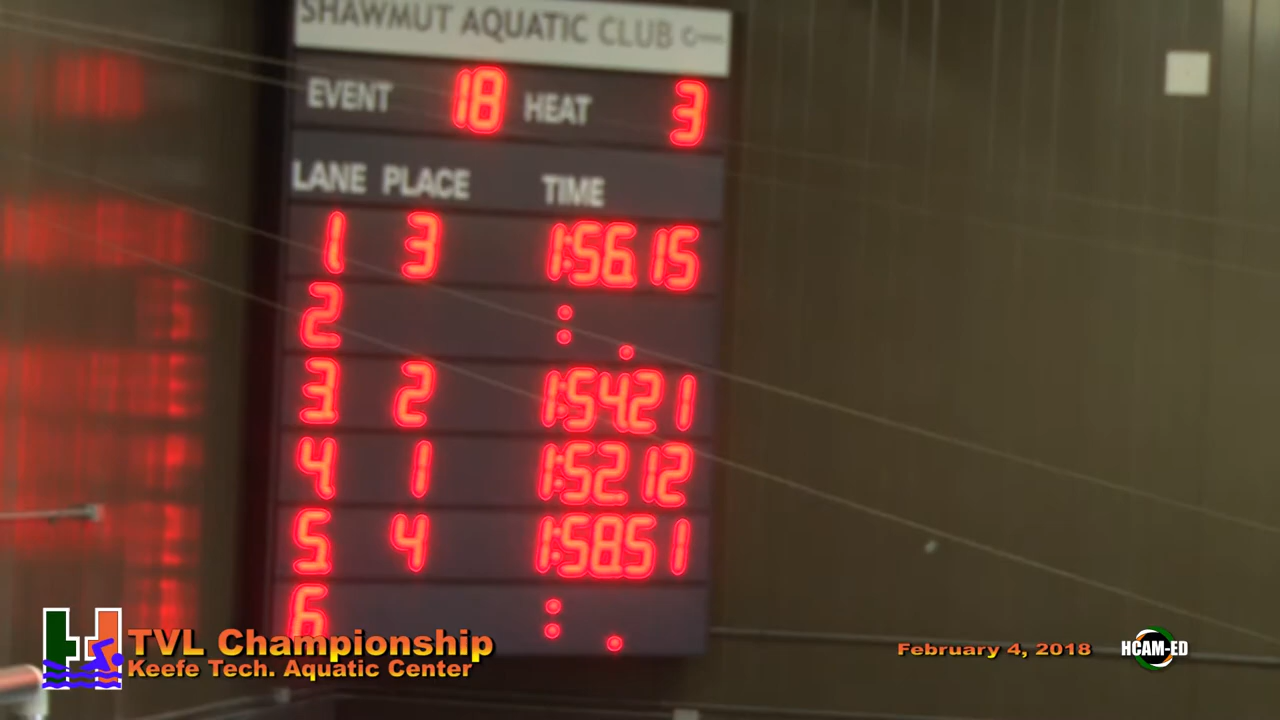 SHAWMUT AQUATIC CLUB
EVENT 18 HEAT 3
LANE PLACE TIME
1 3 1:56.15
2 : .
3 2 1:54.21
4 1 1:52.12
5 4 1:58.51
6 : .
TVL Championship
Keefe Tech. Aquatic Center
February 4, 2018
HCAM-ED